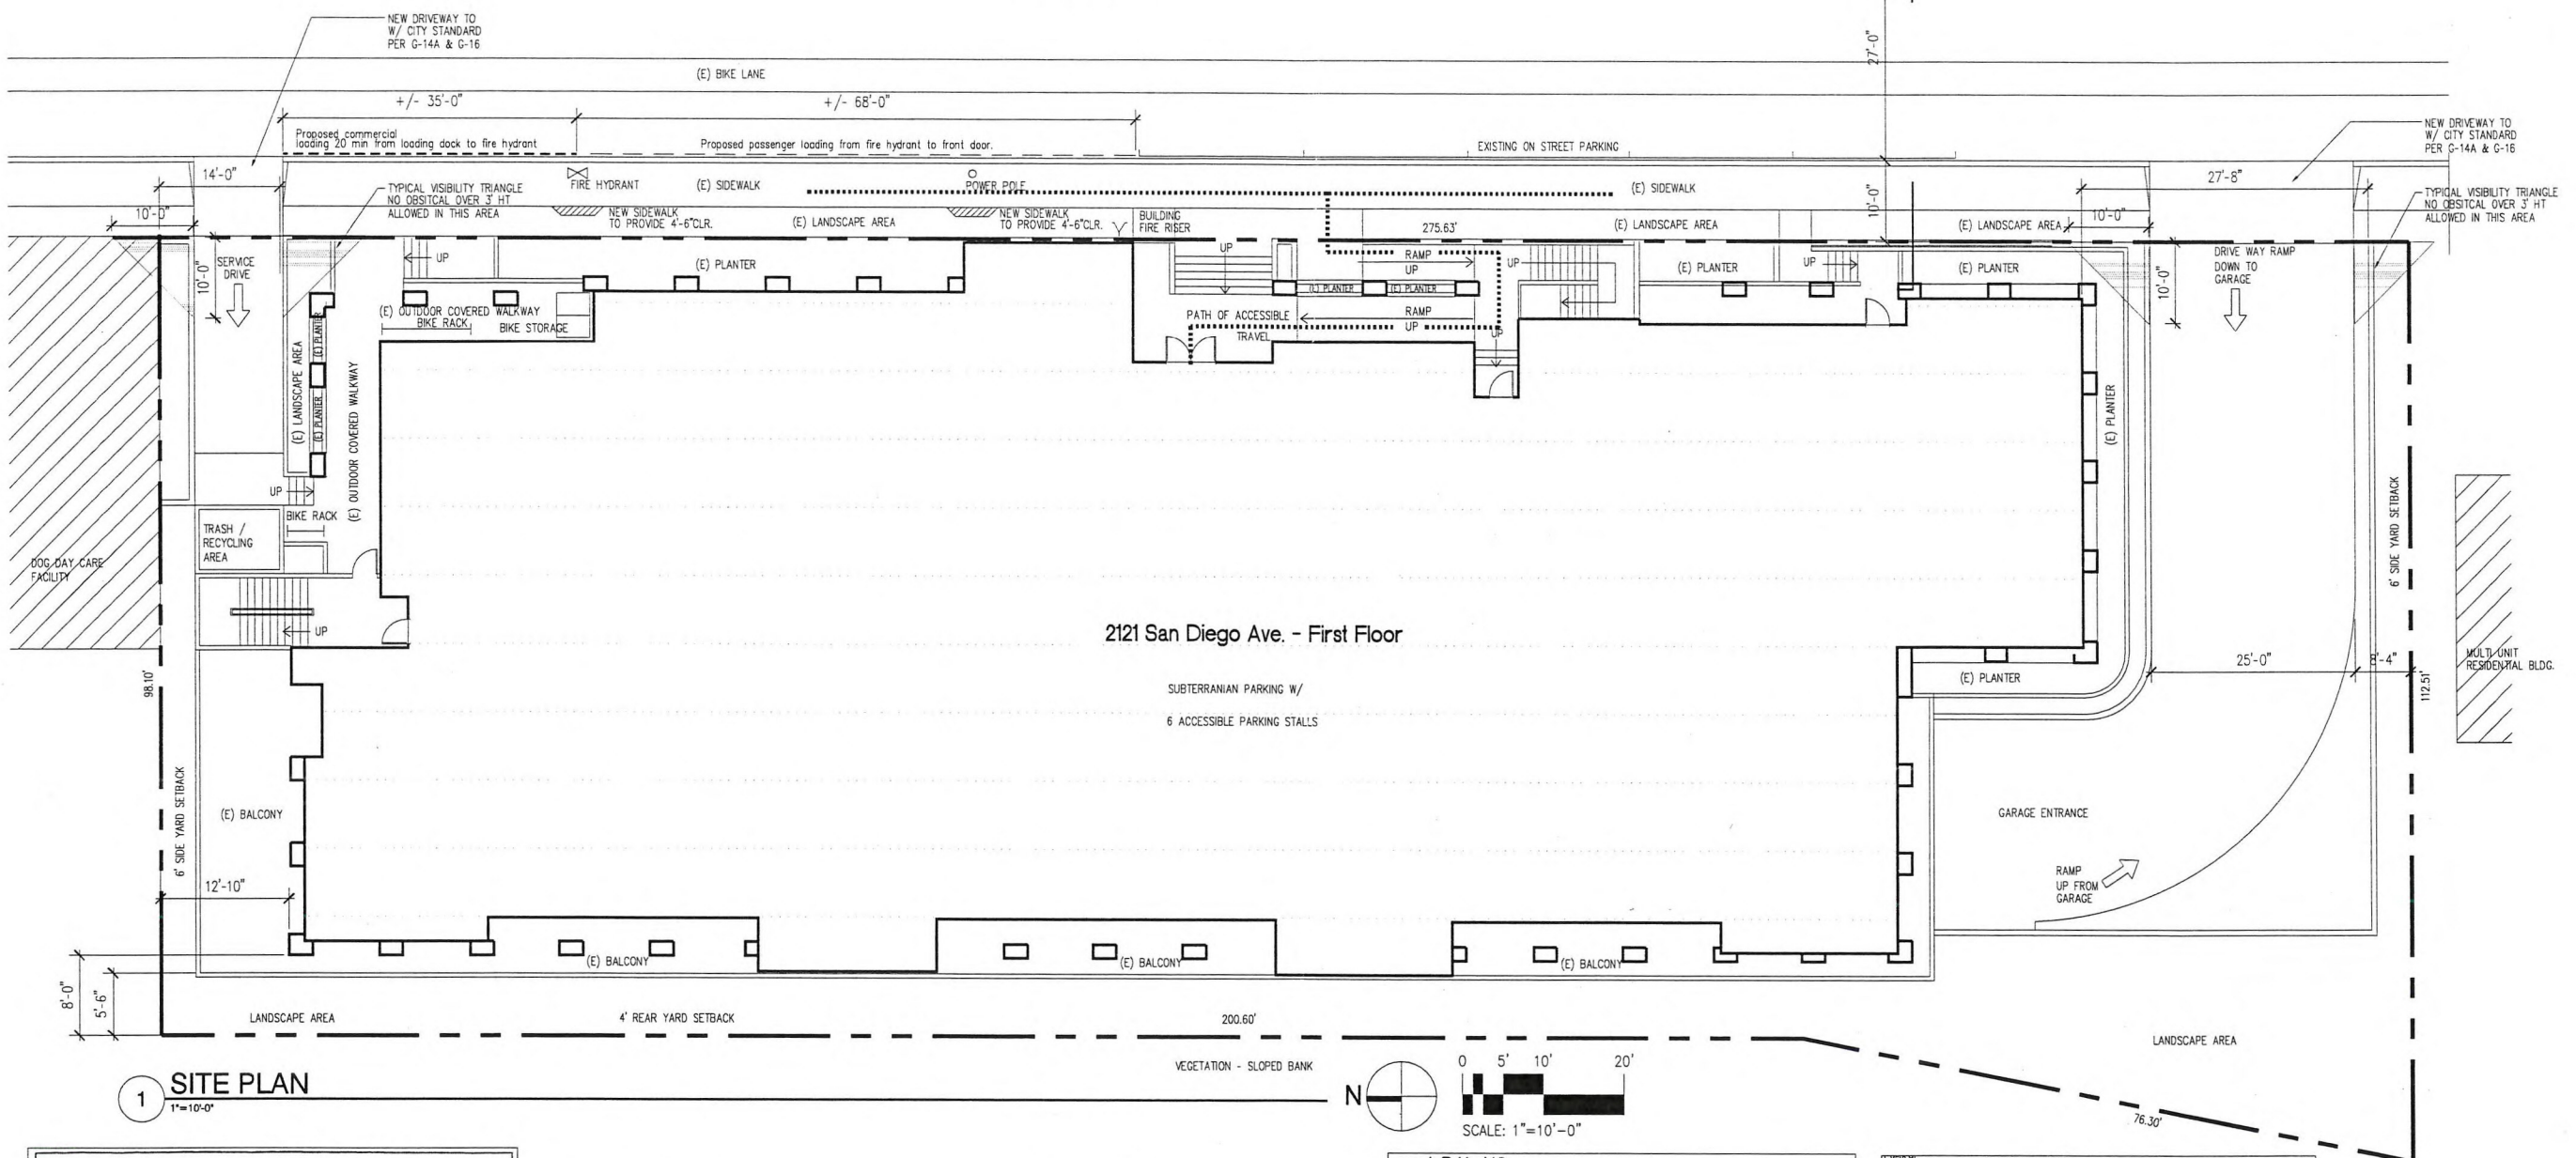 NEW DRIVEWAY TO
W/ CITY STANDARD
PER G-14A & G-16
27'-0"
(E) BIKE LANE
+/- 35'-0"
+/- 68'-0"
Proposed commercial
loading 20 min from loading dock to fire hydrant
Proposed passenger loading from fire hydrant to front door.
EXISTING ON STREET PARKING
NEW DRIVEWAY TO
W/ CITY STANDARD
PER G-14A & G-16
14'-0"
TYPICAL VISIBILITY TRIANGLE
NO OBSITCAL OVER 3' HT
ALLOWED IN THIS AREA
FIRE HYDRANT
(E) SIDEWALK
POWER POLE
(E) SIDEWALK
27'-8"
TYPICAL VISIBILITY TRIANGLE
NO OBSITCAL OVER 3' HT
ALLOWED IN THIS AREA
10'-0"
NEW SIDEWALK
TO PROVIDE 4'-6"CLR.
(E) LANDSCAPE AREA
NEW SIDEWALK
TO PROVIDE 4'-6"CLR.
BUILDING
FIRE RISER
275.63'
(E) LANDSCAPE AREA
10'-0"
(E) LANDSCAPE AREA
10'-0"
SERVICE
DRIVE
10'-0"
UP
(E) PLANTER
UP
RAMP
UP
UP
(E) PLANTER
UP
(E) PLANTER
DRIVE WAY RAMP
DOWN TO
GARAGE
10'-0"
(E) PLANTER
(E) PLANTER
(E) OUTDOOR COVERED WALKWAY
BIKE RACK
BIKE STORAGE
PATH OF ACCESSIBLE
TRAVEL
RAMP
UP
UP
(E) LANDSCAPE AREA
(E) PLANTER
(E) PLANTER
(E) OUTDOOR COVERED WALKWAY
(E) PLANTER
UP
BIKE RACK
TRASH /
RECYCLING
AREA
DOG DAY CARE
FACILITY
UP
6' SIDE YARD SETBACK
2121 San Diego Ave. - First Floor
SUBTERRANIAN PARKING W/
6 ACCESSIBLE PARKING STALLS
98.10'
(E) PLANTER
25'-0"
8'-4"
112.51'
MULTI UNIT
RESIDENTIAL BLDG.
6' SIDE YARD SETBACK
(E) BALCONY
GARAGE ENTRANCE
RAMP
UP FROM
GARAGE
12'-10"
(E) BALCONY
(E) BALCONY
(E) BALCONY
8'-0"
5'-6"
LANDSCAPE AREA
4' REAR YARD SETBACK
200.60'
LANDSCAPE AREA
VEGETATION - SLOPED BANK
76.30'
1
SITE PLAN
1"=10'-0"
N
0 5' 10' 20'
SCALE: 1"=10'-0"